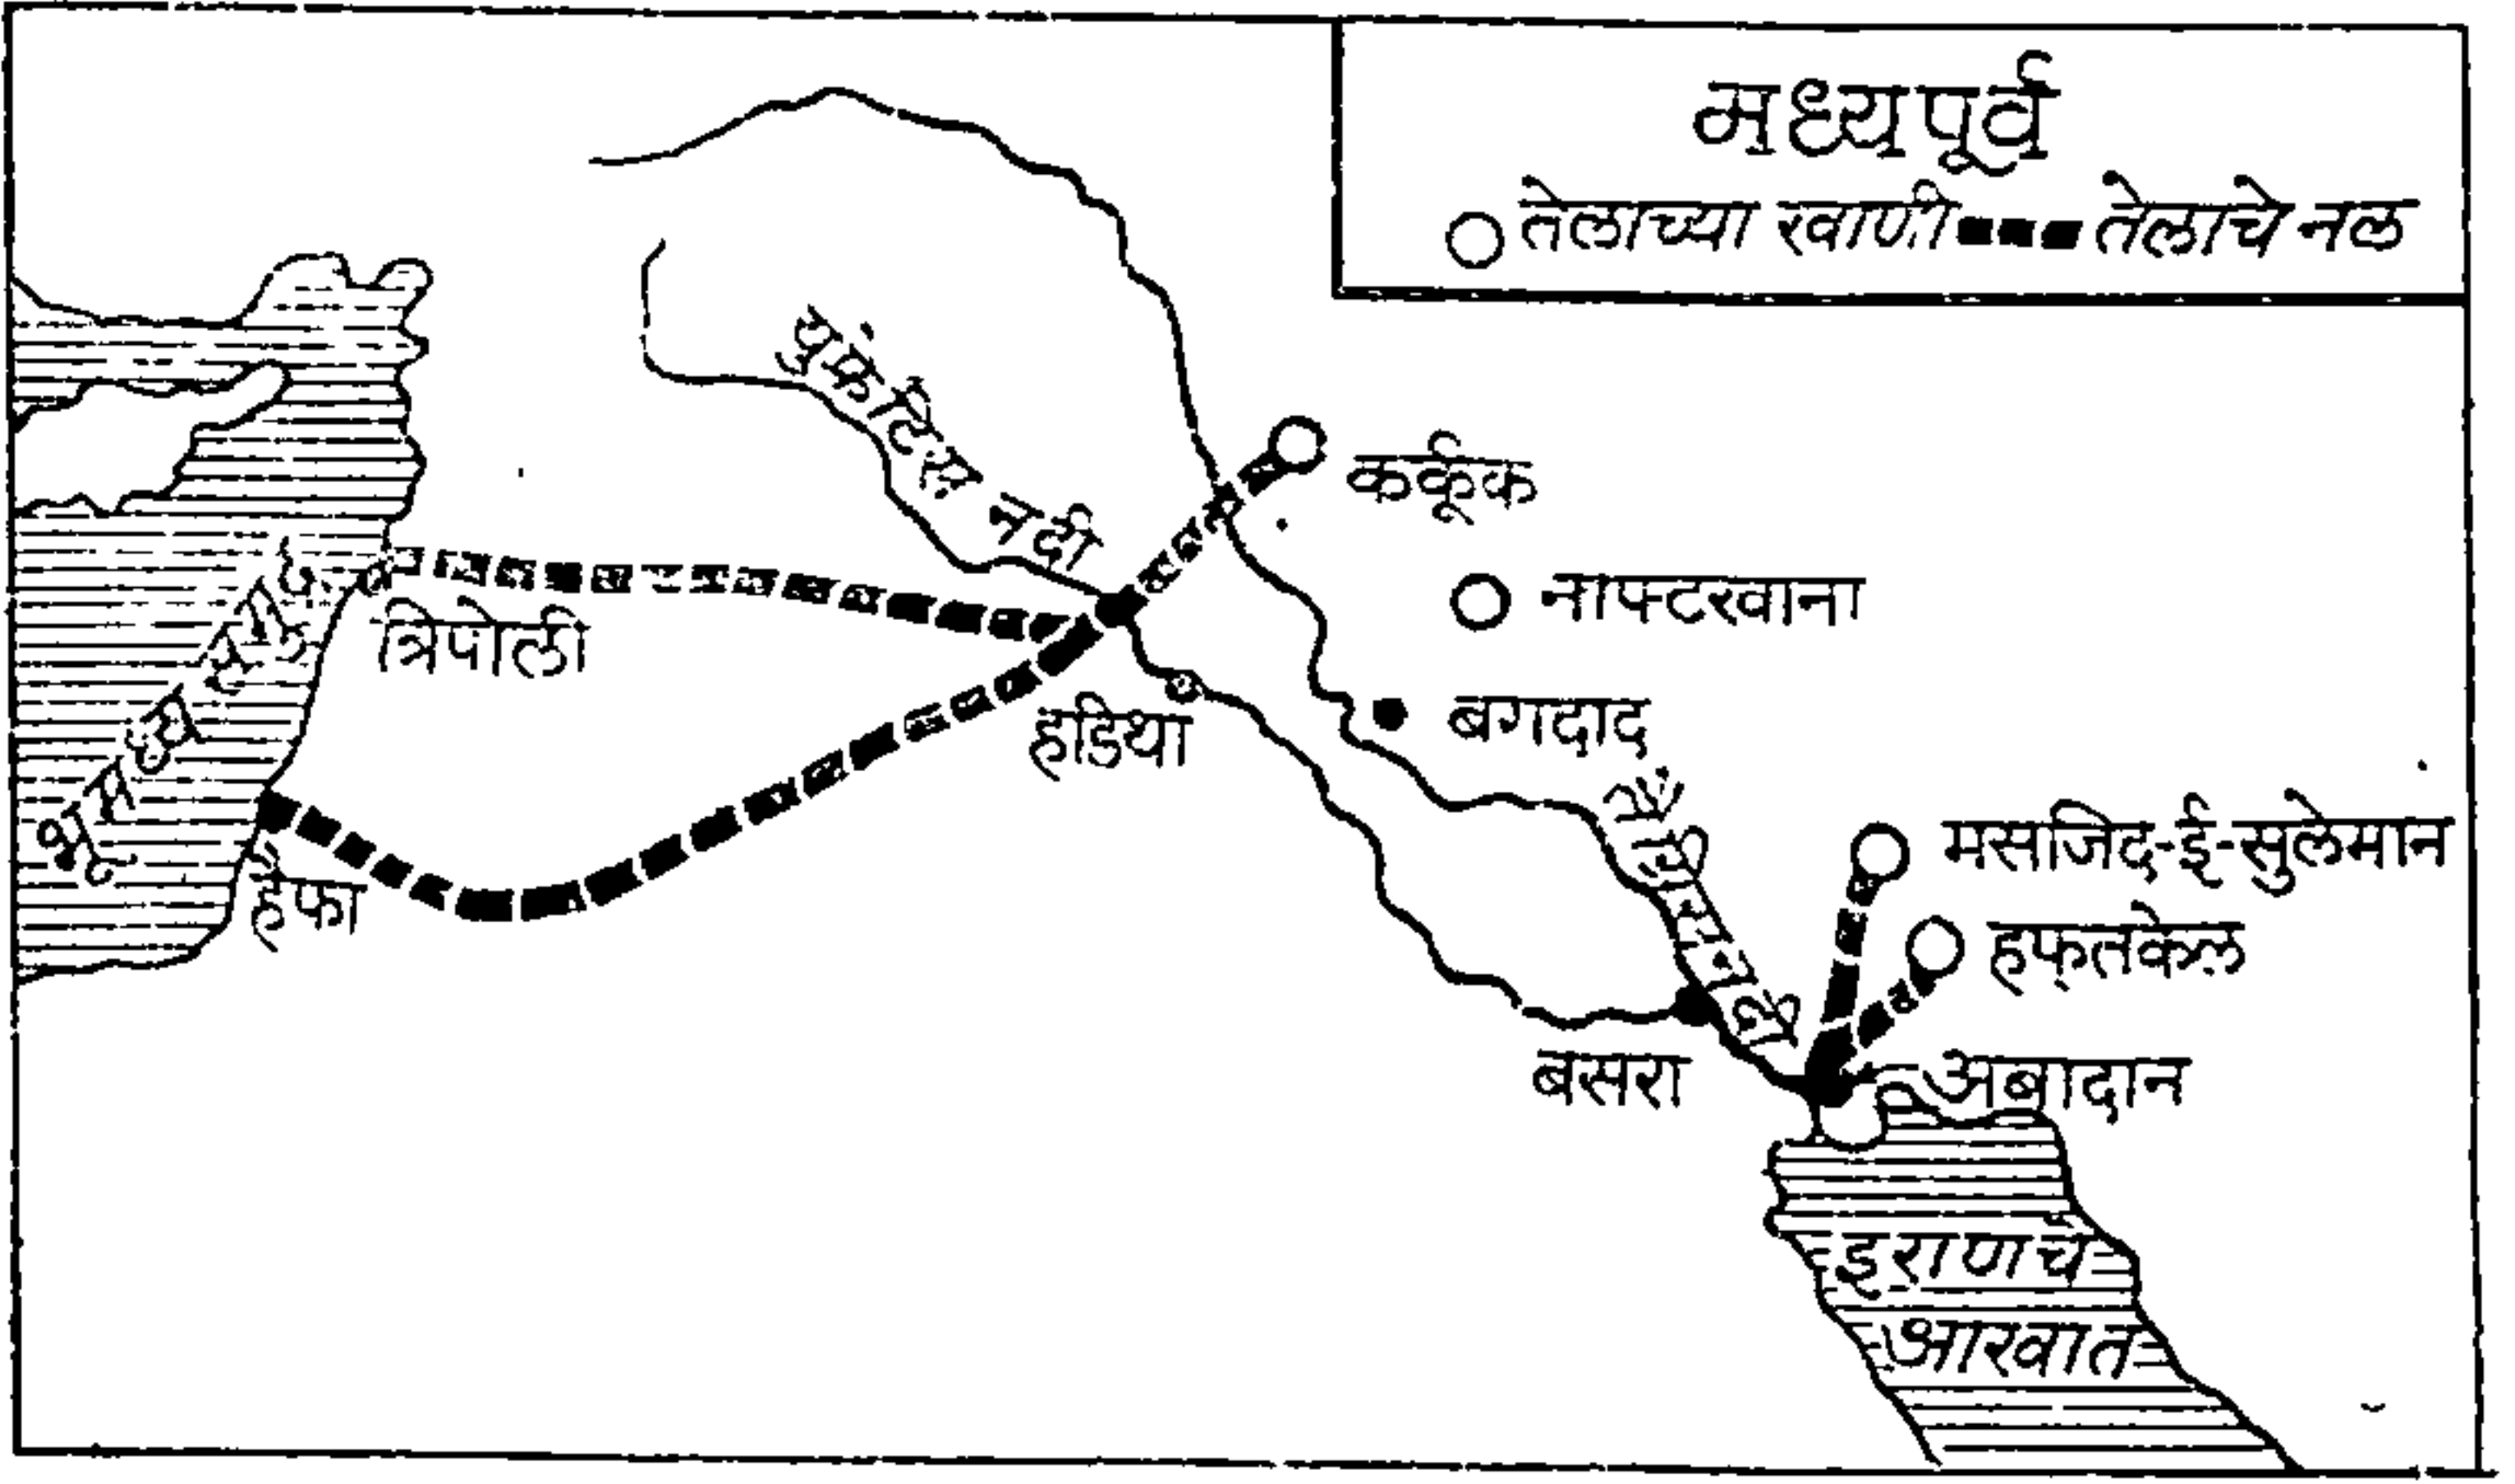 मध्यपूर्व
तेलाच्या खाणी तेलाचे नल
युफ्रेटिस नदी
कर्कूक
नाफ्टखाना
त्रिपोली
हडिथा
बगदाद
भूमध्य समुद्र
हैफा
मसजिद-ई-सुलेमान
हफ्तकेल
बसरा
अबादान
इराणचे
आखात